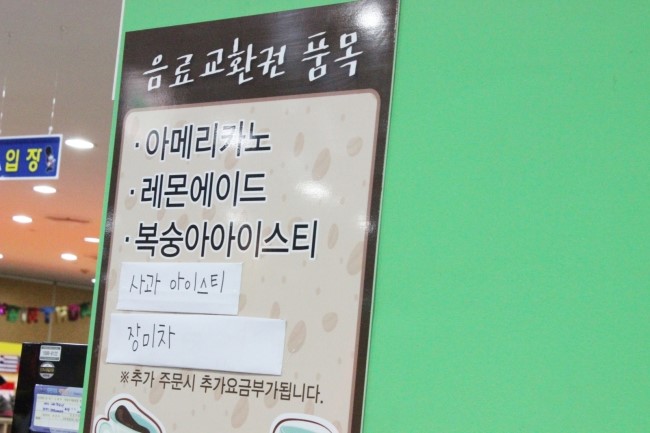 음료교환권 품목
· 아메리카노
· 레몬에이드
· 복숭아아이스티
사과 아이스티
장미차
※추가 주문시 추가요금부가됩니다.
입장